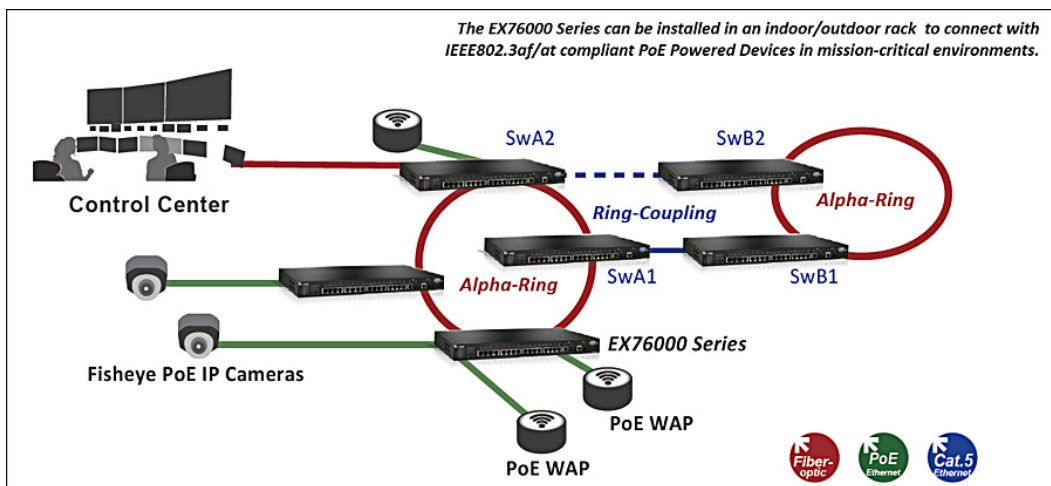 The EX76000 Series can be installed in an indoor/outdoor rack to connect with
IEEE802.3af/at compliant PoE Powered Devices in mission-critical environments.
SwA2
SwB2
Control Center
Ring-Coupling
Alpha-Ring
Alpha-Ring
SwA1
SwB1
EX76000 Series
Fisheye PoE IP Cameras
PoE WAP
PoE WAP
Fiber-
optic
PoE
Ethernet
Cat.5
Ethernet